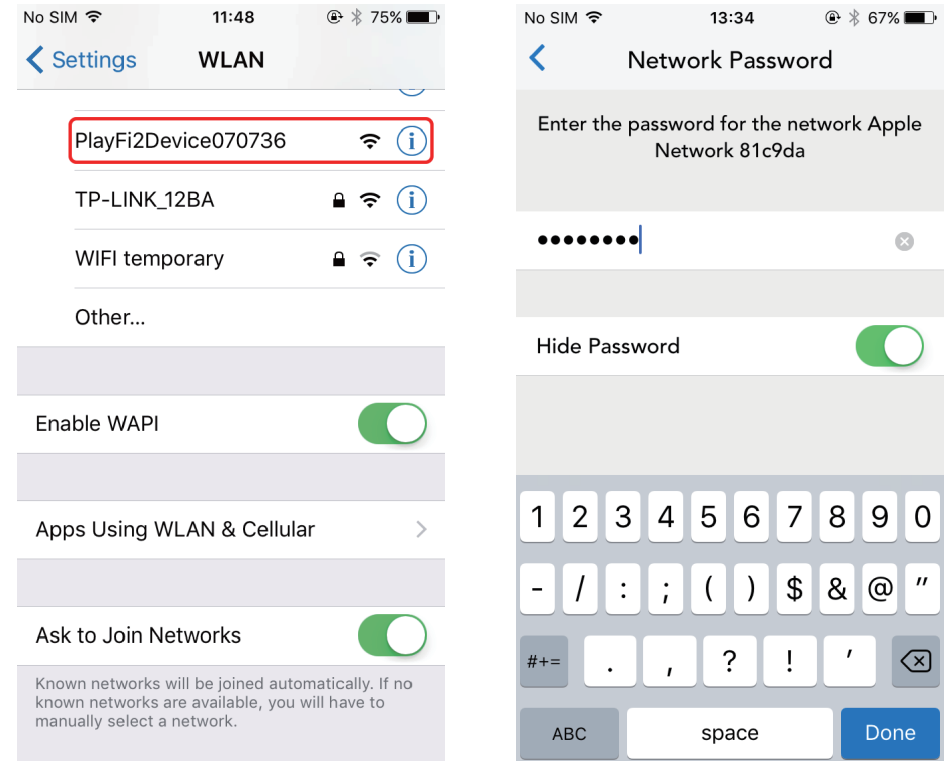 No SIM 11:48 75%
Settings WLAN
PlayFi2Device070736
TP-LINK_12BA
WIFI temporary
Other...
Enable WAPI
Apps Using WLAN & Cellular
Ask to Join Networks
Known networks will be joined automatically. If no
known networks are available, you will have to
manually select a network.
No SIM 13:34 67%
Network Password
Enter the password for the network Apple
Network 81c9da
••••••••
Hide Password
1 2 3 4 5 6 7 8 9 0
- / : ; ( ) $ & @ "
#+= . , ? ! '
ABC space Done